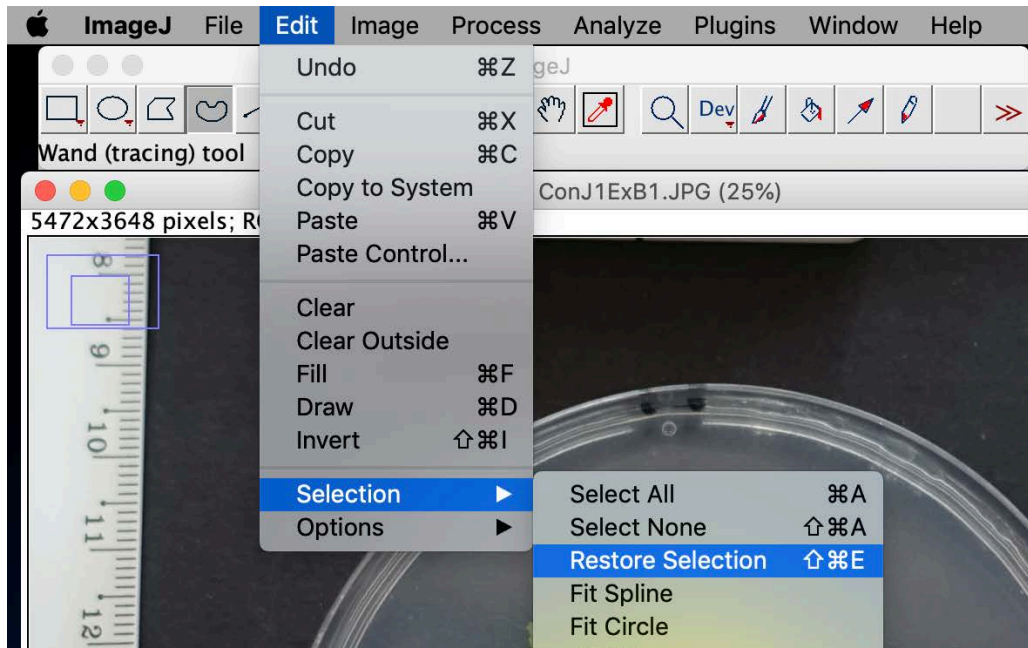 ImageJ File Edit Image Process Analyze Plugins Window Help
geJ
Dev
Wand (tracing) tool
ConJ1ExB1.JPG (25%)
5472x3648 pixels; R
Undo ⌘Z
Cut ⌘X
Copy ⌘C
Copy to System
Paste ⌘V
Paste Control...
Clear
Clear Outside
Fill ⌘F
Draw ⌘D
Invert ⇧⌘I
Selection ▶
Options ▶
Select All ⌘A
Select None ⇧⌘A
Restore Selection ⇧⌘E
Fit Spline
Fit Circle
8
9
10
11
12